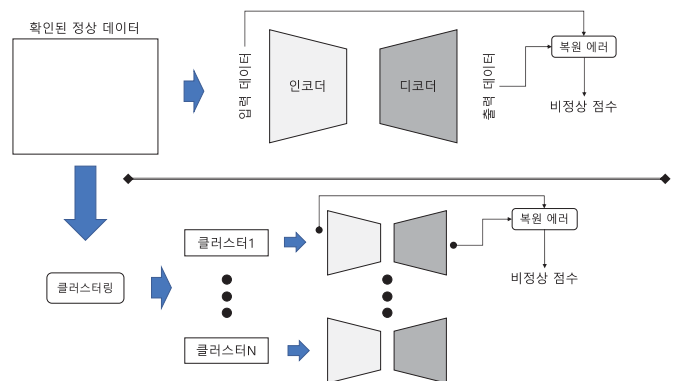 확인된 정상 데이터
입력 데이터
인코더
디코더
출력 데이터
복원 에러
비정상 점수
클러스터링
클러스터1
복원 에러
비정상 점수
클러스터N